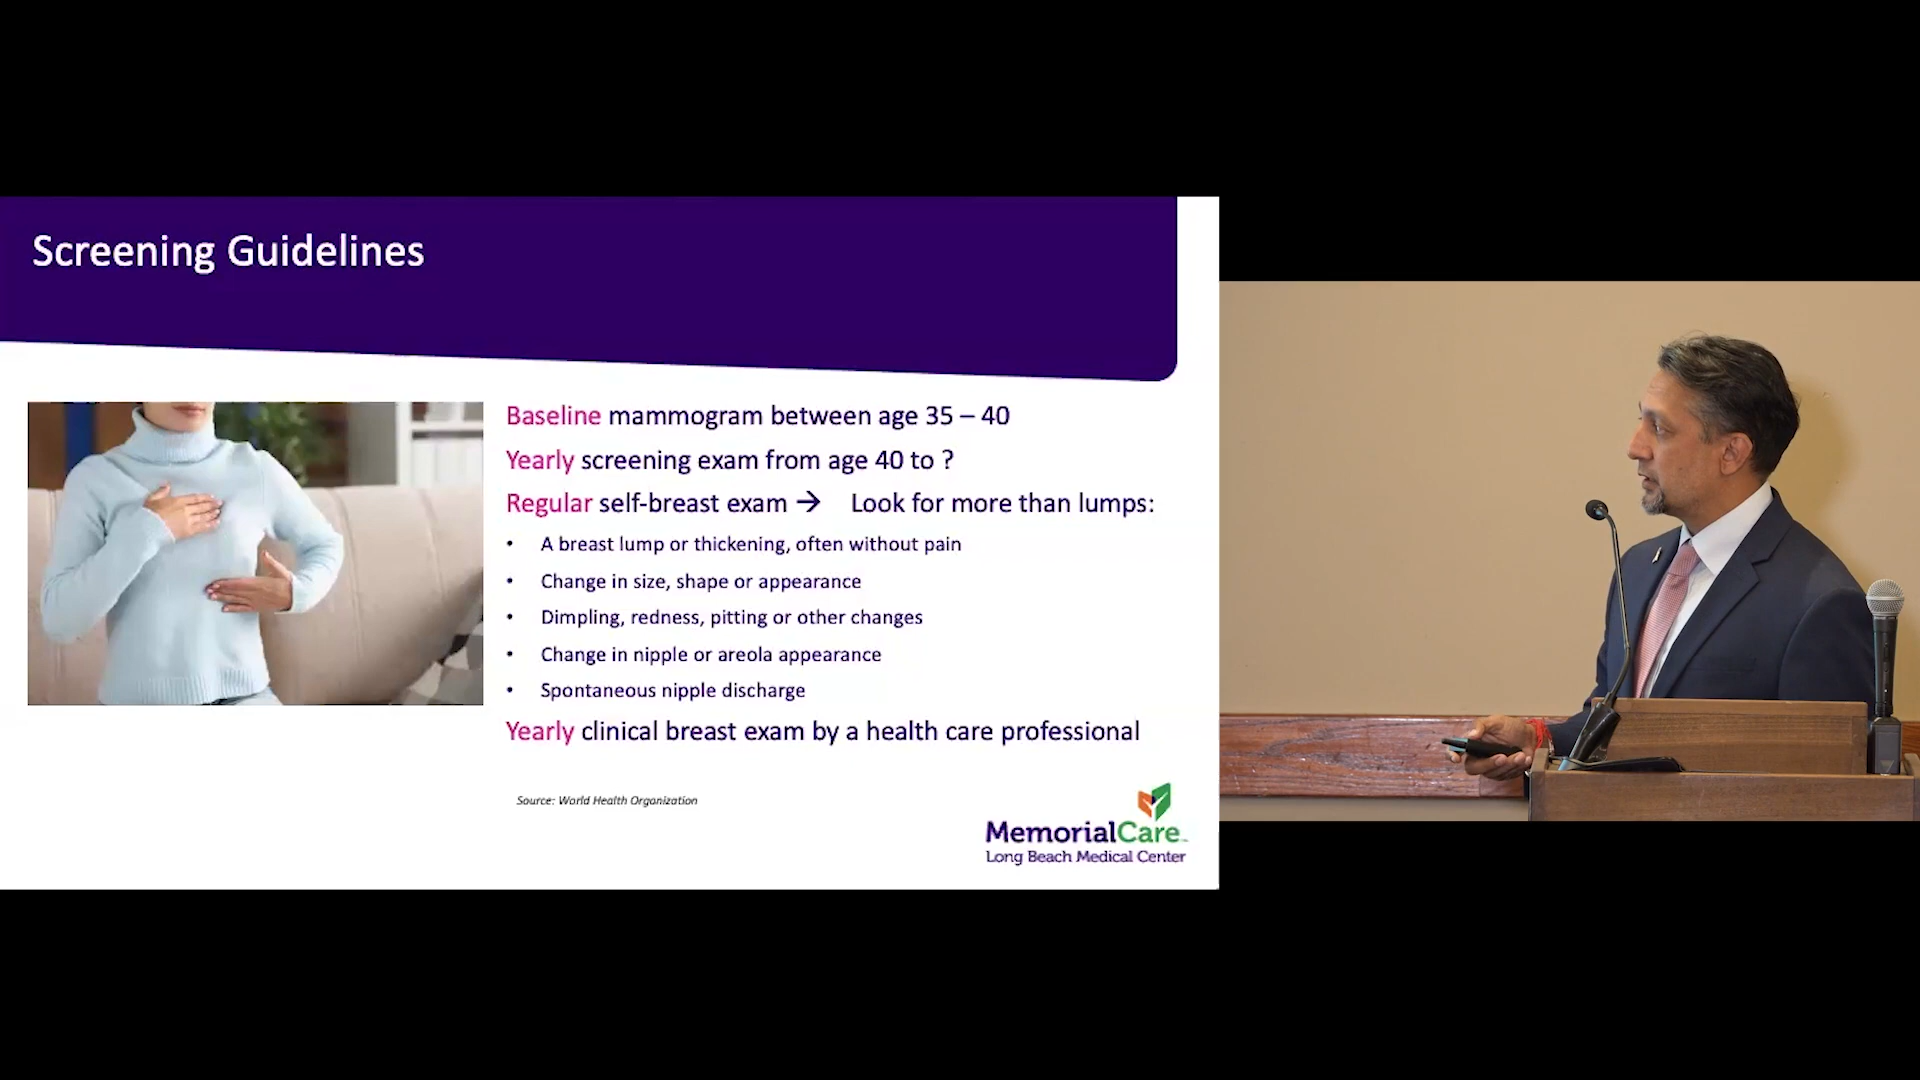 Screening Guidelines
Baseline mammogram between age 35 – 40
Yearly screening exam from age 40 to ?
Regular self-breast exam → Look for more than lumps:
• A breast lump or thickening, often without pain
• Change in size, shape or appearance
• Dimpling, redness, pitting or other changes
• Change in nipple or areola appearance
• Spontaneous nipple discharge
Yearly clinical breast exam by a health care professional
Source: World Health Organization
MemorialCare
Long Beach Medical Center